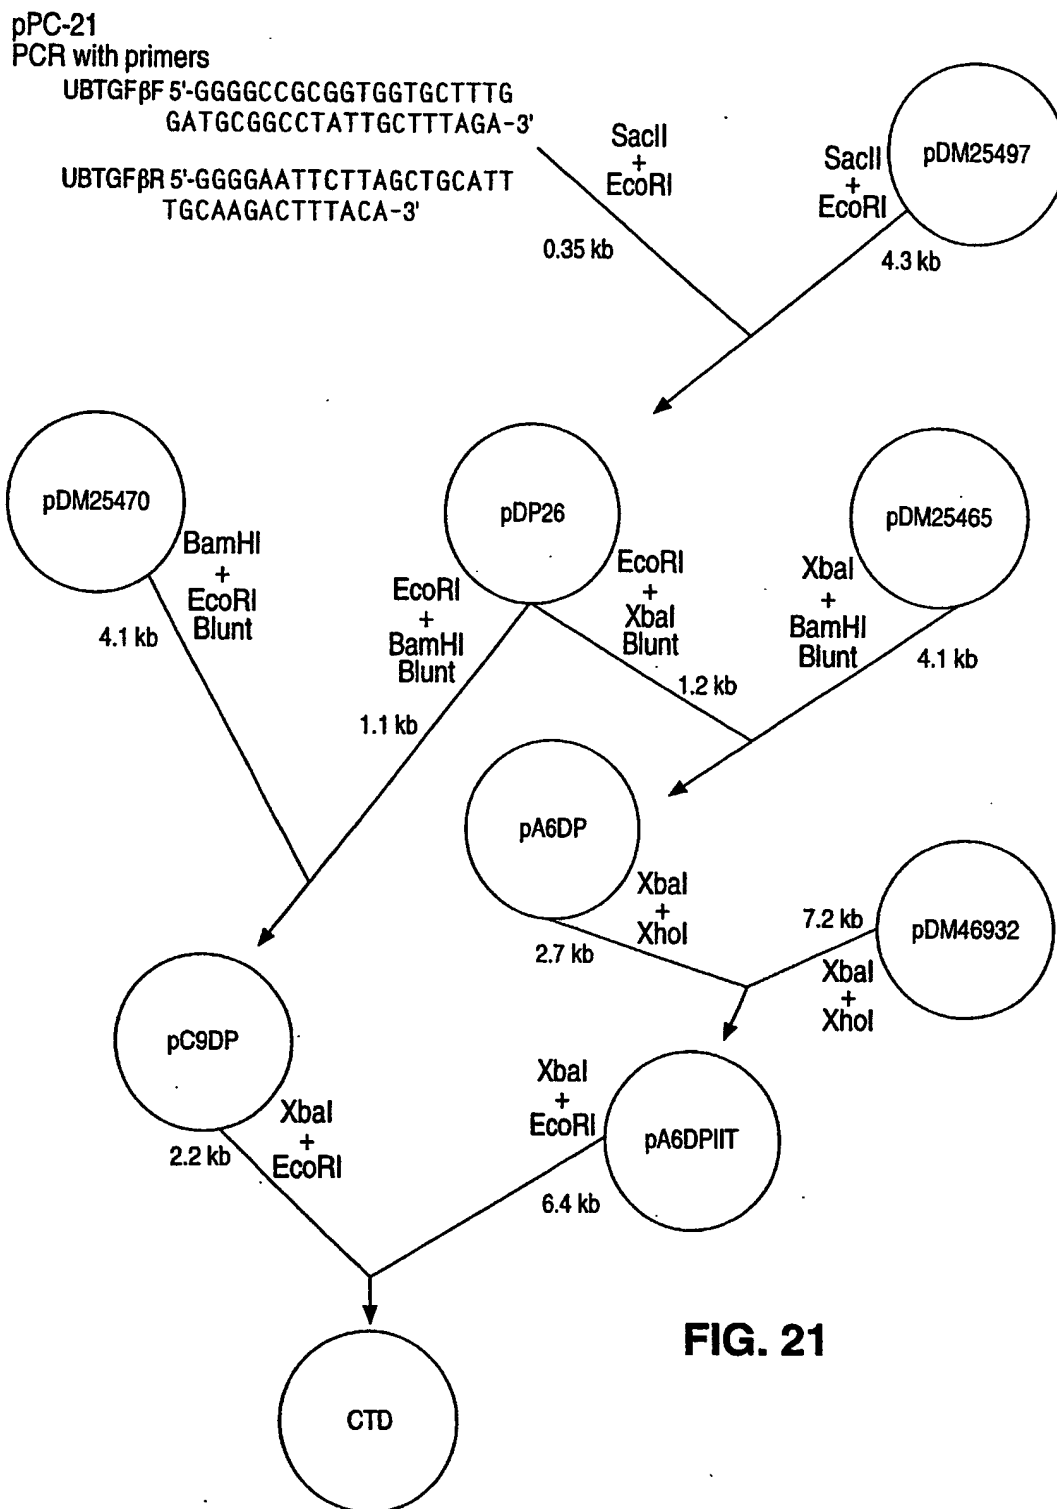 pPC-21
PCR with primers
UBTGFβF 5'-GGGGCCGCGGTGGTGCTTTG
GATGCGGCCTATTGCTTTAGA-3'
UBTGFβR 5'-GGGGAATTCTTAGCTGCATT
TGCAAGACTTTACA-3'
SacII
+
EcoRI
0.35 kb
SacII
+
EcoRI
pDM25497
4.3 kb
pDM25470
BamHI
+
EcoRI
Blunt
4.1 kb
pDP26
EcoRI
+
BamHI
Blunt
1.1 kb
EcoRI
+
XbaI
Blunt
1.2 kb
pDM25465
XbaI
+
BamHI
Blunt
4.1 kb
pA6DP
XbaI
+
XhoI
2.7 kb
7.2 kb
pDM46932
XbaI
+
XhoI
pC9DP
XbaI
+
EcoRI
2.2 kb
XbaI
+
EcoRI
pA6DPIIT
6.4 kb
FIG. 21
CTD